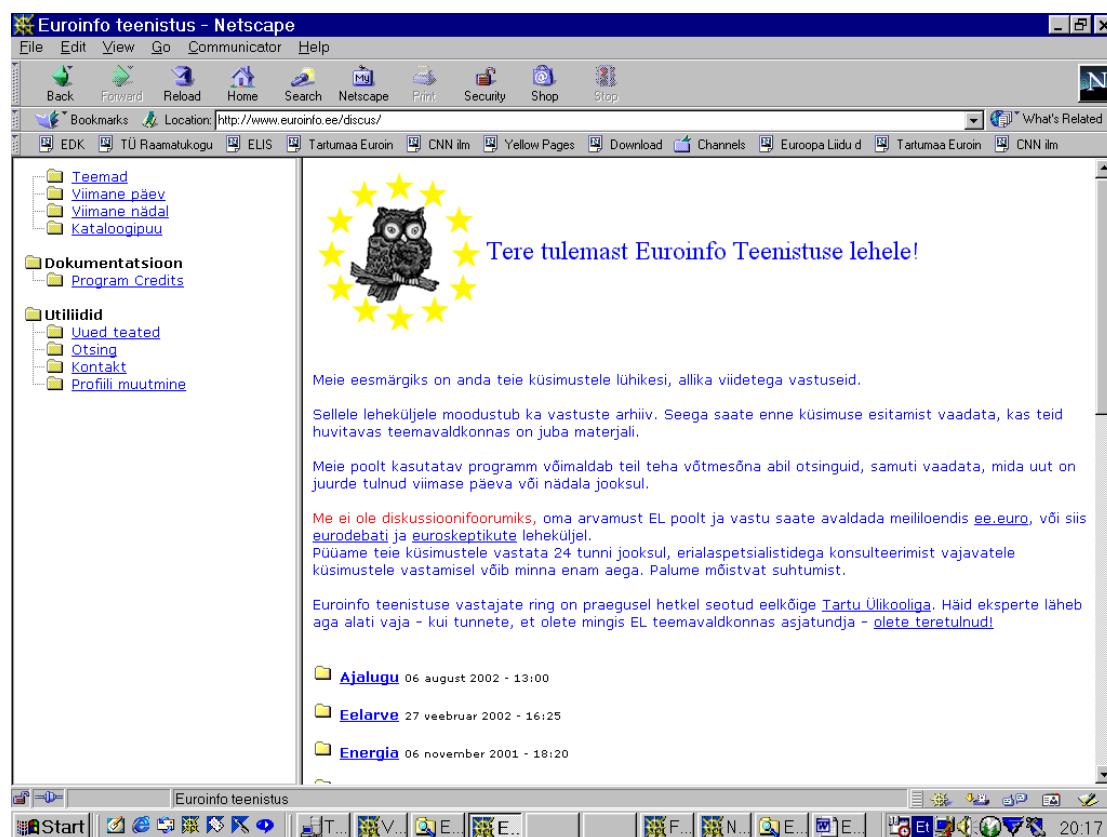 Euroinfo teenistus - Netscape
File Edit View Go Communicator Help
Back Forward Reload Home Search Netscape Print Security Shop Stop
My
N
Bookmarks Location: http://www.euroinfo.ee/discus/ What's Related
EDK TÜ Raamatukogu ELIS Tartumaa Euroin CNN ilm Yellow Pages Download Channels Euroopa Liidu d Tartumaa Euroin CNN ilm
Teemad
Viimane päev
Viimane nädal
Kataloogipuu
Dokumentatsioon
Program Credits
Utiliidid
Uued teated
Otsing
Kontakt
Profiili muutmine
Tere tulemast Euroinfo Teenistuse lehele!
Meie eesmärgiks on anda teie küsimustele lühikesi, allika viidetega vastuseid.
Sellele leheküljele moodustub ka vastuste arhiiv. Seega saate enne küsimuse esitamist vaadata, kas teid
huvitavas teemavaldkonnas on juba materjali.
Meie poolt kasutatav programm võimaldab teil teha võtmesõna abil otsinguid, samuti vaadata, mida uut on
juurde tulnud viimase päeva või nädala jooksul.
Me ei ole diskussioonifoorumiks, oma arvamust EL poolt ja vastu saate avaldada meililoendis ee.euro, või siis
eurodebati ja euroskeptikute leheküljel.
Püüame teie küsimustele vastata 24 tunni jooksul, erialaspetsialistidega konsulteerimist vajavatele
küsimustele vastamisel võib minna enam aega. Palume mõistvat suhtumist.
Euroinfo teenistuse vastajate ring on praegusel hetkel seotud eelkõige Tartu Ülikooliga. Häid eksperte läheb
aga alati vaja - kui tunnete, et olete mingis EL teemavaldkonnas asjatundja - olete teretulnud!
Ajalugu 06 august 2002 - 13:00
Eelarve 27 veebruar 2002 - 16:25
Energia 06 november 2001 - 18:20
Euroinfo teenistus
Start T... V... E... E.. F... N... E... E... Et 20:17